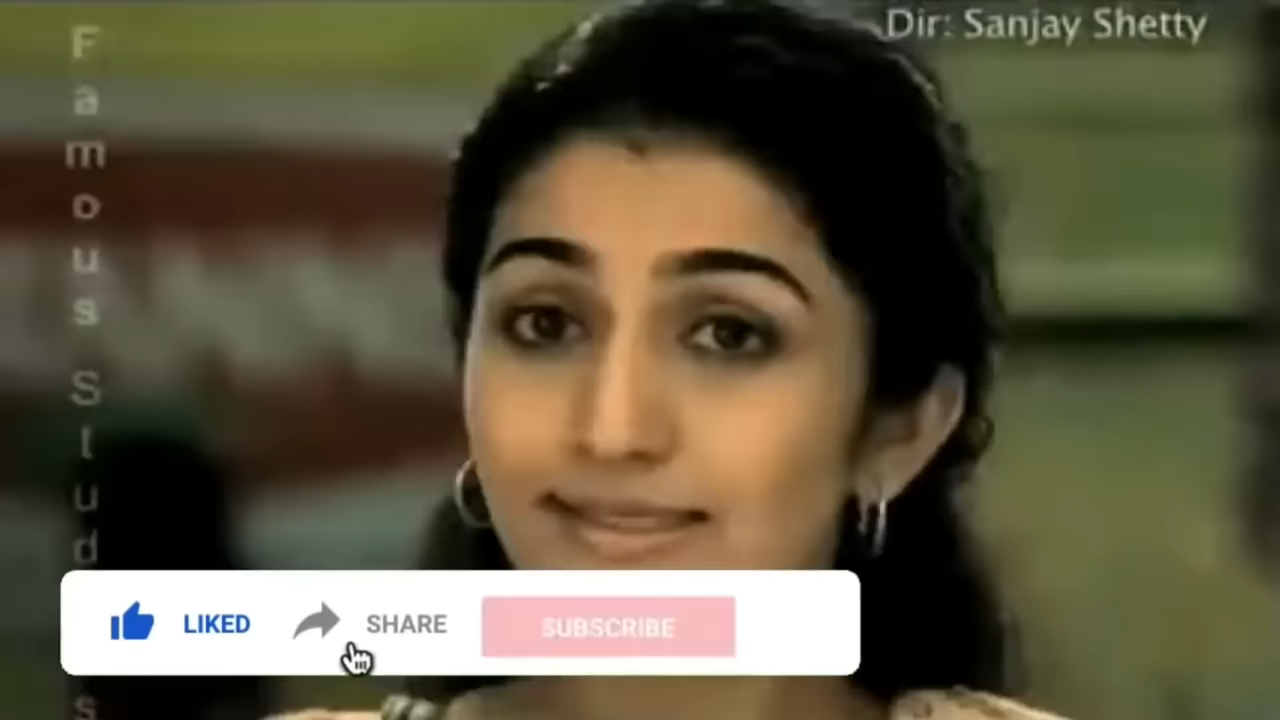 Dir: Sanjay Shetty
Famous Stud s
LIKED
SHARE
SUBSCRIBE